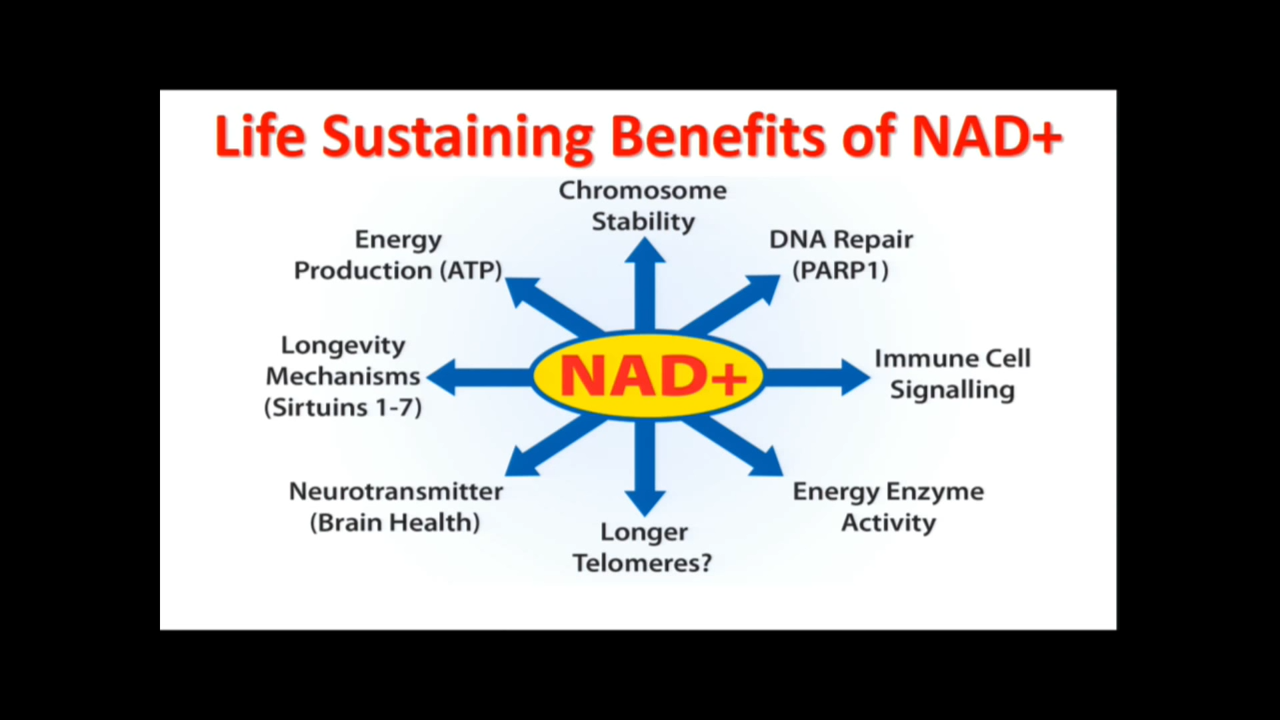 Life Sustaining Benefits of NAD+
Chromosome
Stability
Energy
Production (ATP)
DNA Repair
(PARP1)
Longevity
Mechanisms
(Sirtuins 1-7)
NAD+
Immune Cell
Signalling
Neurotransmitter
(Brain Health)
Longer
Telomeres?
Energy Enzyme
Activity